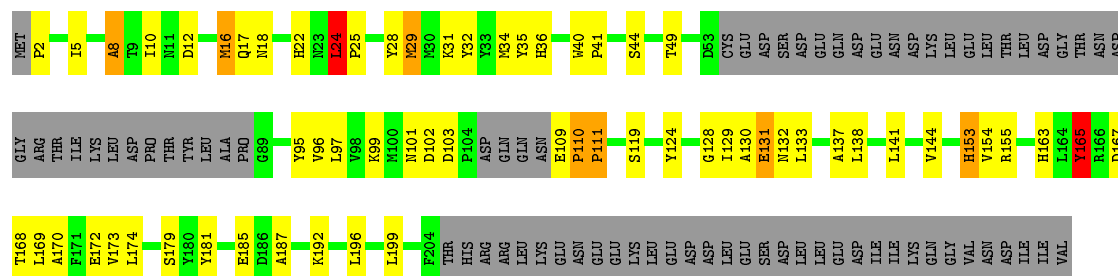 MET P2 I5 A8 T9 I10 N11 D12 M16 Q17 N18 H22 N23 L24 P25 Y28 M29 M30 K31 Y32 Y33 M34 Y35 H36 W40 P41 S44 T49 D53 CYS GLU ASP SER ASP GLU GLN ASP GLU ASN ASP LYS LEU GLU LEU THR LEU ASP GLY THR ASN ASP
GLY ARG THR ILE LYS LEU ASP PRO THR TYR LEU ALA PRO G89 Y95 V96 L97 V98 K99 M100 N101 D102 D103 P104 ASP GLN GLN ASN E109 P110 P111 S119 Y124 G128 I129 A130 E131 N132 L133 A137 L138 L141 V144 H153 V154 R155 H163 L164 Y165 R166 D167
T168 L169 A170 F171 E172 V173 L174 S179 Y180 Y181 E185 D186 A187 K192 L196 L199 F204 THR HIS ARG ARG LEU LYS GLU ASN GLU GLU LYS LEU GLU ASP ASP GLU SER ASP LEU LEU GLU ASP ILE ILE LYS GLN GLY VAL ASN ASP ILE ILE VAL